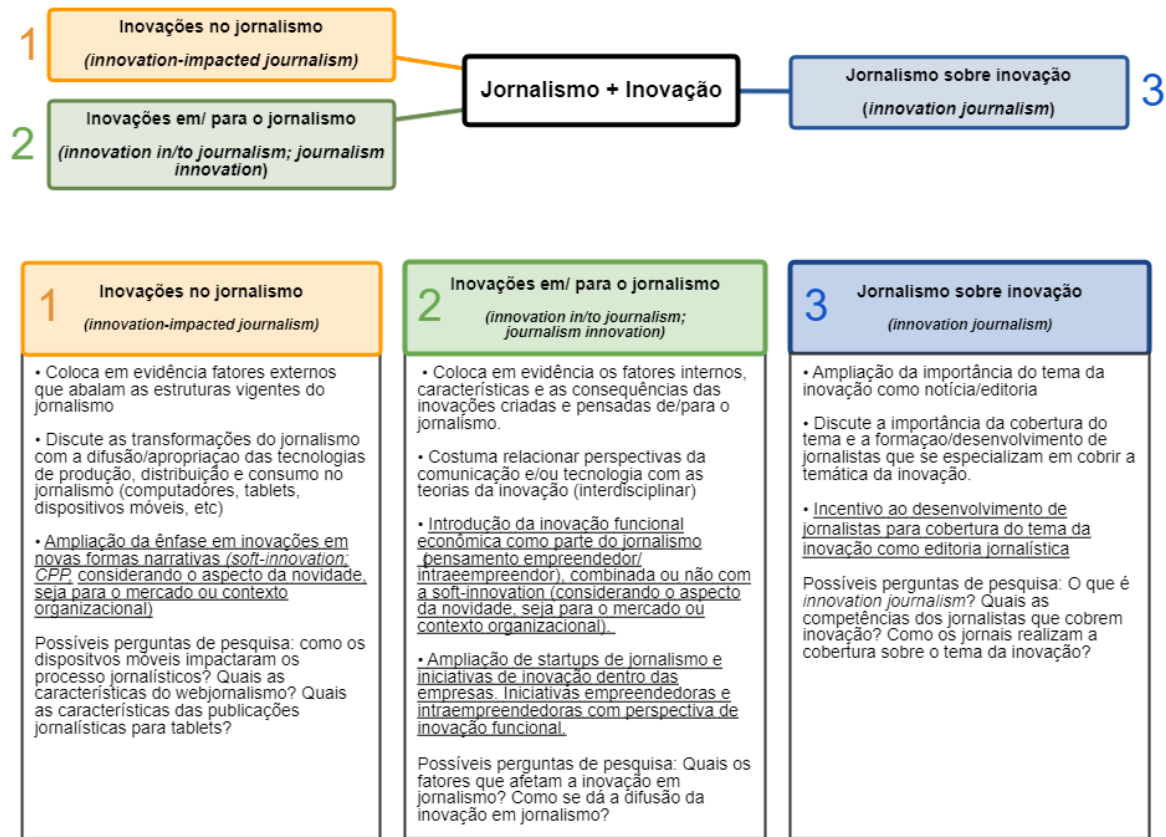 1
Inovações no jornalismo
(innovation-impacted journalism)
2
Inovações em/ para o jornalismo
(innovation in/to journalism; journalism
innovation)
Jornalismo + Inovação
Jornalismo sobre inovação
(innovation journalism)
3
1
Inovações no jornalismo
(innovation-impacted journalism)
• Coloca em evidência fatores externos
que abalam as estruturas vigentes do
jornalismo
• Discute as transformações do jornalismo
com a difusão/apropriaçao das tecnologias
de produção, distribuição e consumo no
jornalismo (computadores, tablets,
dispositivos móveis, etc)
• Ampliação da ênfase em inovações em
novas formas narrativas (soft-innovation;
CPP, considerando o aspecto da novidade,
seja para o mercado ou contexto
organizacional)
Possíveis perguntas de pesquisa: como os
dispositvos móveis impactaram os
processo jornalísticos? Quais as
características do webjornalismo? Quais
as características das publicações
jornalísticas para tablets?
2
Inovações em/ para o jornalismo
(innovation in/to journalism;
journalism innovation)
• Coloca em evidência os fatores internos,
características e as consequências das
inovações criadas e pensadas de/para o
jornalismo.
• Costuma relacionar perspectivas da
comunicação e/ou tecnologia com as
teorias da inovação (interdisciplinar)
• Introdução da inovação funcional
econômica como parte do jornalismo
(pensamento empreendedor/
intraeempreendor), combinada ou não com
a soft-innovation (considerando o aspecto
da novidade, seja para o mercado ou
contexto organizacional).
• Ampliação de startups de jornalismo e
iniciativas de inovação dentro das
empresas. Iniciativas empreendedoras e
intraempreendedoras com perspectiva de
inovação funcional.
Possíveis perguntas de pesquisa: Quais os
fatores que afetam a inovação em
jornalismo? Como se dá a difusão da
inovação em jornalismo?
3
Jornalismo sobre inovação
(innovation journalism)
• Ampliação da importância do tema da
inovação como notícia/editoria
• Discute a importância da cobertura do
tema e a formaçao/desenvolvimento de
jornalistas que se especializam em cobrir a
temática da inovação.
• Incentivo ao desenvolvimento de
jornalistas para cobertura do tema da
inovação como editoria jornalística
Possíveis perguntas de pesquisa: O que é
innovation journalism? Quais as
competências dos jornalistas que cobrem
inovação? Como os jornais realizam a
cobertura sobre o tema da inovação?